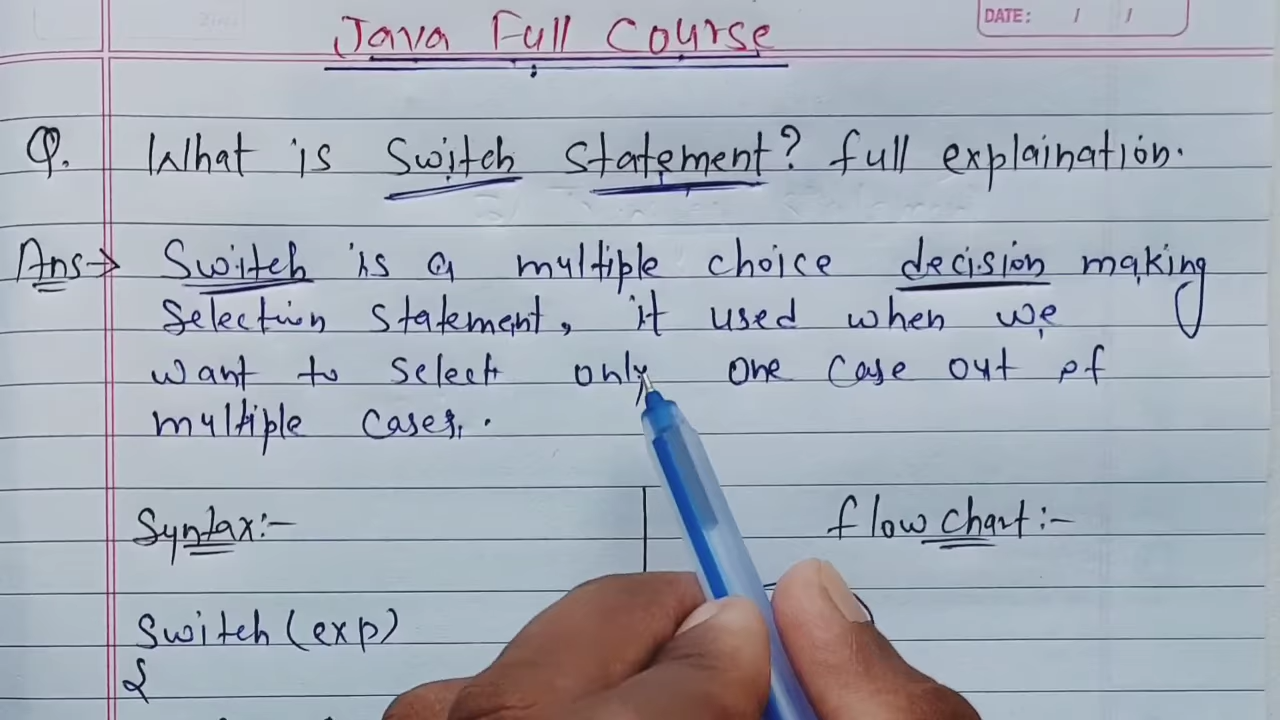 Java Full Course
DATE: / /
Q. What is Switch Statement? full explaination.
Ans→ Switch is a multiple choice decision making
Selection statement, it used when we
want to select only one case out of
multiple cases.
Syntax:-
flow chart:-
Switch(exp)
{